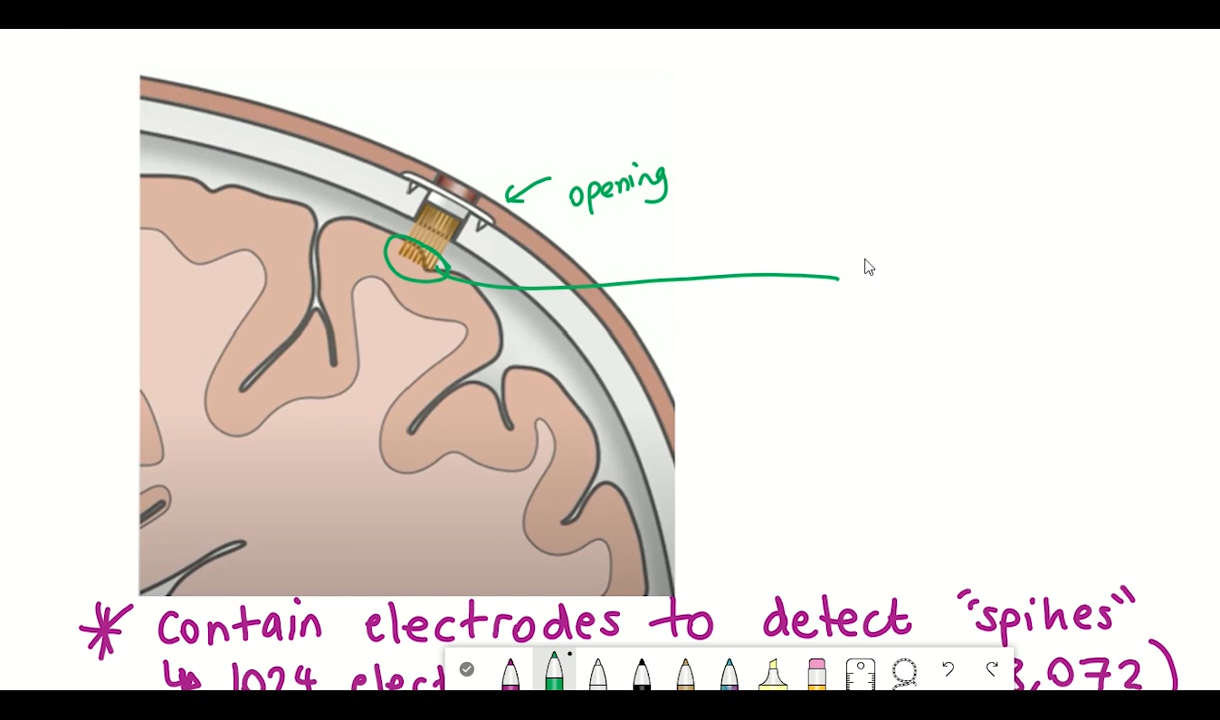 opening
* Contain electrodes to detect "spikes"
↳ 1024 elect 3,072)